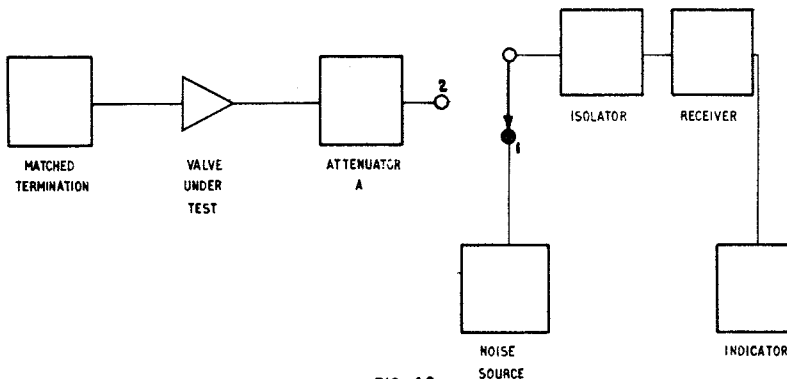 2
1
ISOLATOR
RECEIVER
MATCHED
TERMINATION
VALVE
UNDER
TEST
ATTENUATOR
A
NOISE
SOURCE
INDICATOR